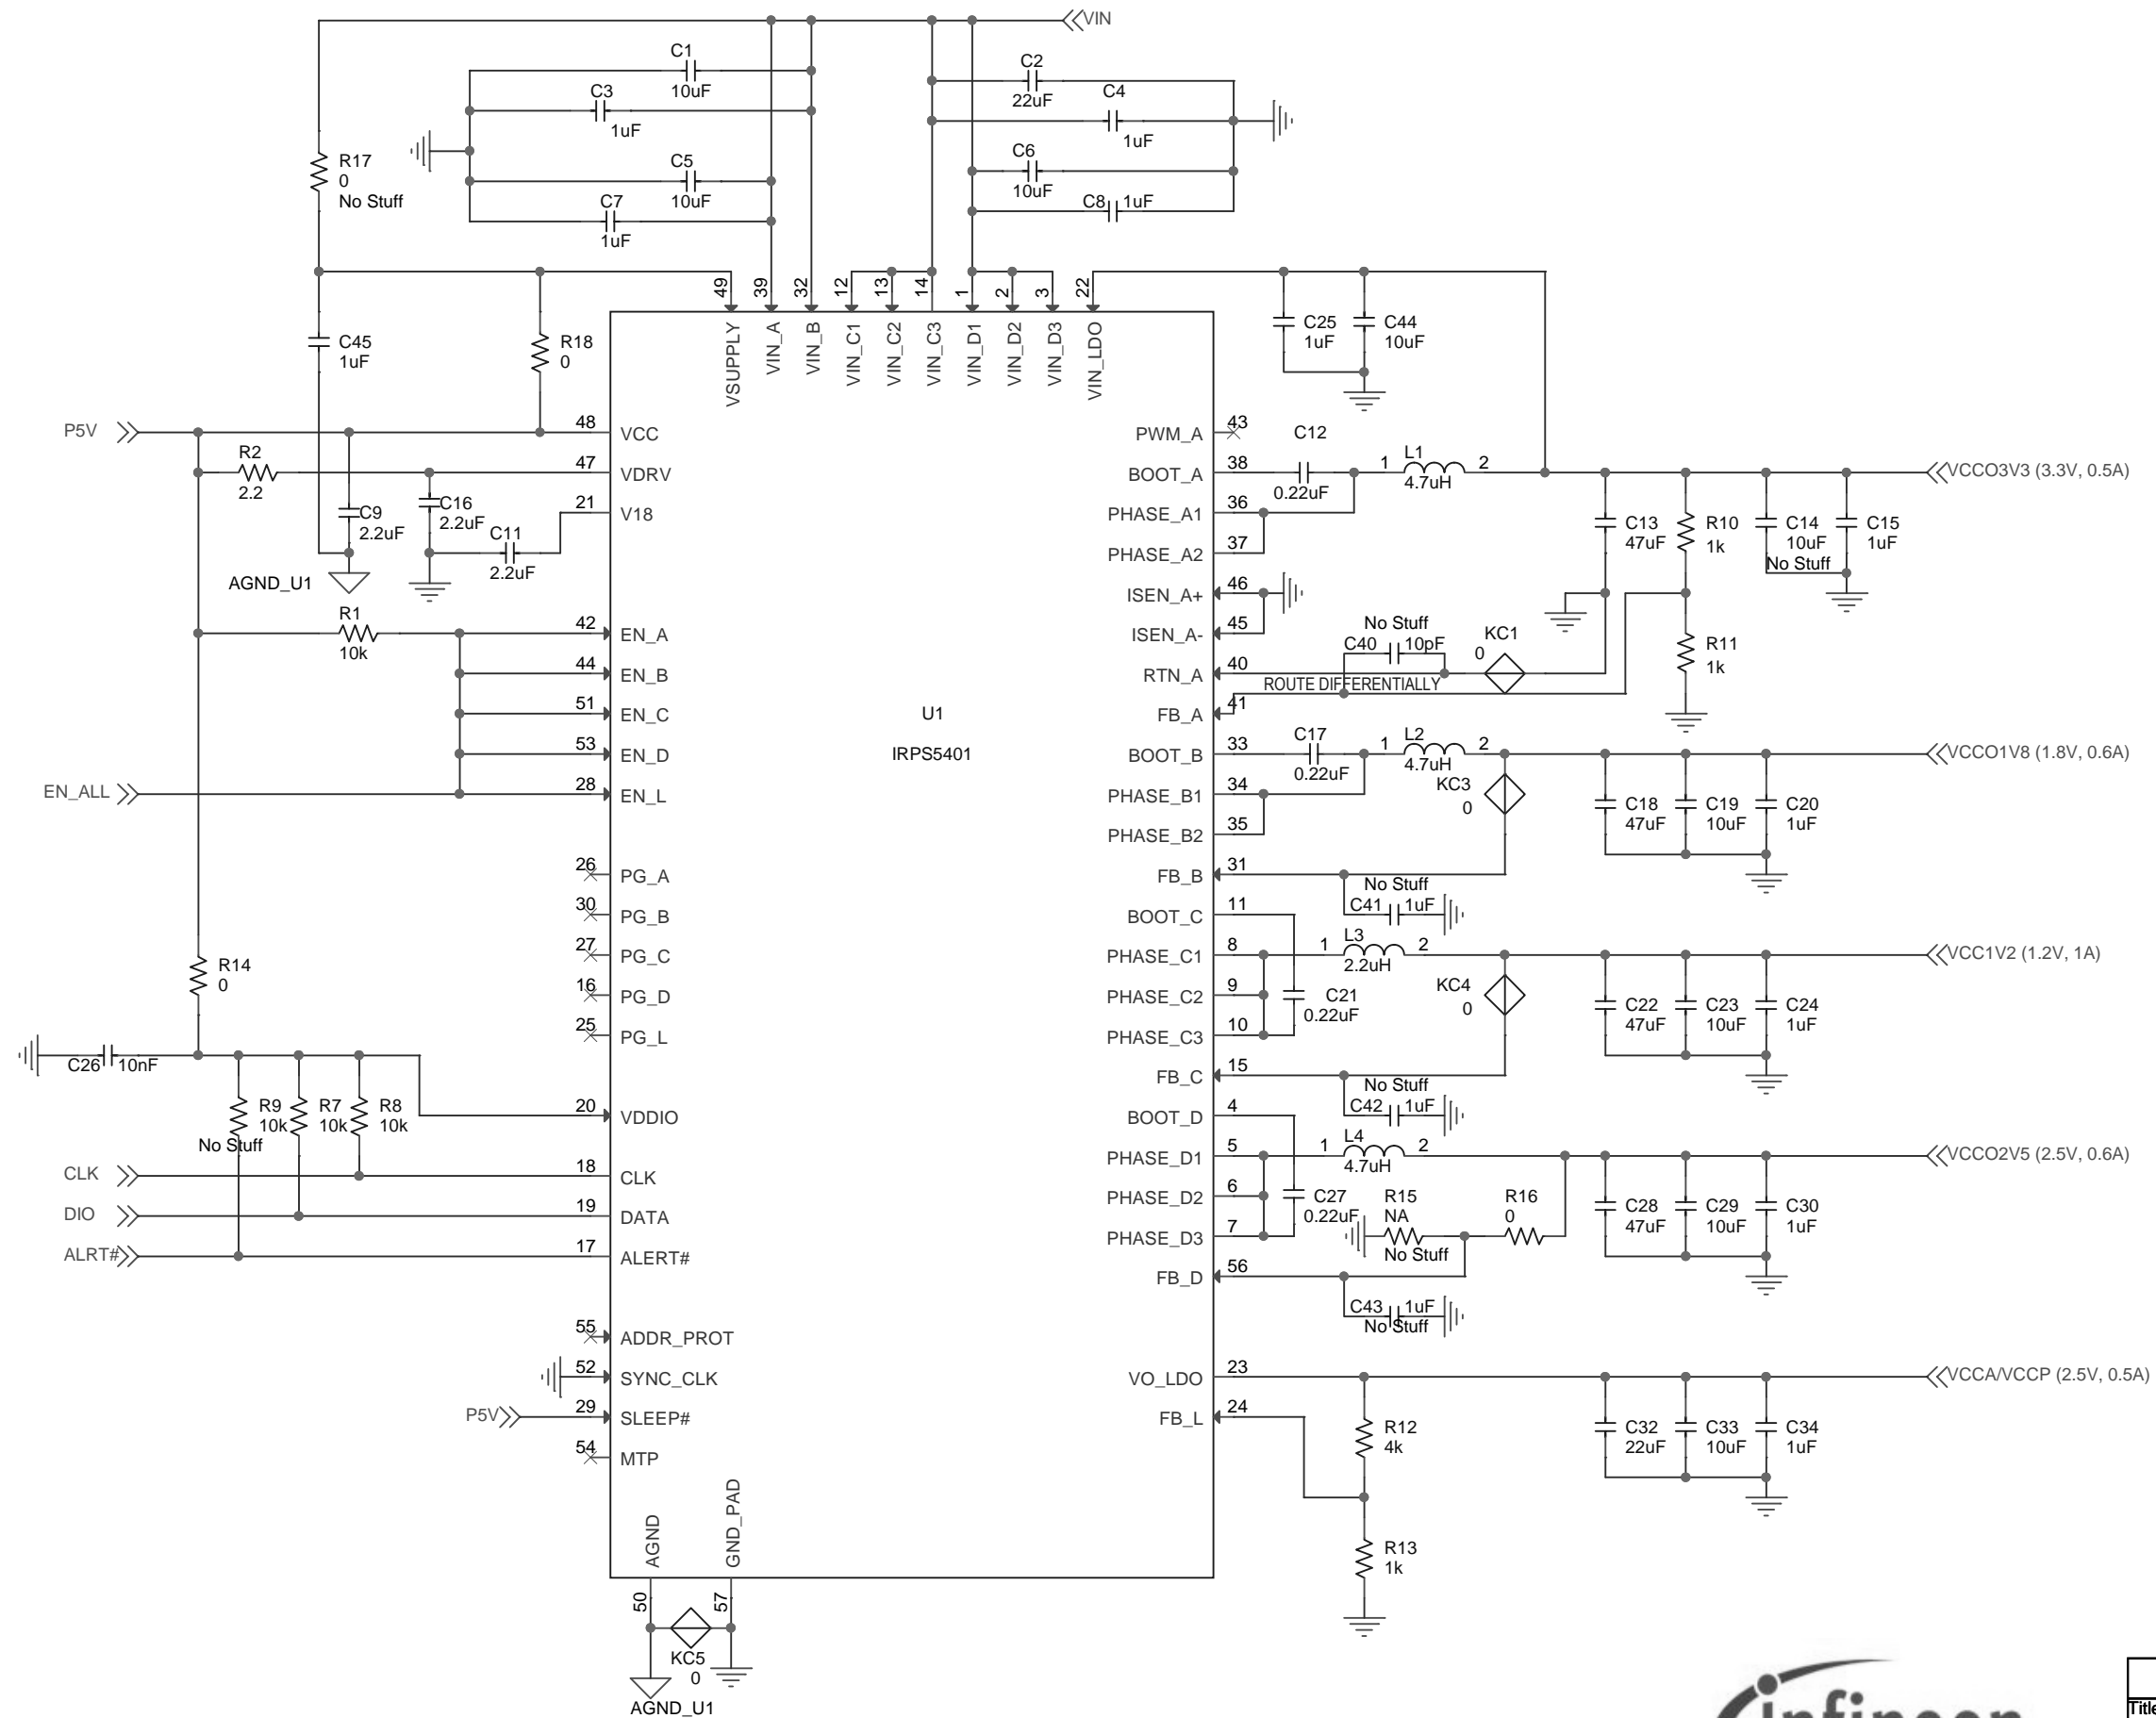 VIN
C1
10uF
C3
1uF
C5
10uF
C7
1uF
C2
22uF
C4
1uF
C6
10uF
C8
1uF
R17
0
No Stuff
C45
1uF
R18
0
49
39
32
12
13
14
1
2
3
22
VSUPPLY
VIN_A
VIN_B
VIN_C1
VIN_C2
VIN_C3
VIN_D1
VIN_D2
VIN_D3
VIN_LDO
C25
1uF
C44
10uF
P5V
48
VCC
R2
2.2
47
VDRV
C9
2.2uF
C16
2.2uF
C11
2.2uF
21
V18
AGND_U1
R1
10k
42
EN_A
44
EN_B
51
EN_C
53
EN_D
EN_ALL
28
EN_L
26
PG_A
30
PG_B
27
PG_C
16
PG_D
25
PG_L
R14
0
C26
10nF
R9
10k
No Stuff
R7
10k
R8
10k
20
VDDIO
CLK
18
CLK
DIO
19
DATA
ALRT#
17
ALERT#
55
ADDR_PROT
52
SYNC_CLK
P5V
29
SLEEP#
54
MTP
AGND
GND_PAD
50
57
KC5
0
AGND_U1
U1
IRPS5401
PWM_A
43
BOOT_A
38
C12
0.22uF
1
L1
4.7uH
2
VCCO3V3 (3.3V, 0.5A)
PHASE_A1
36
PHASE_A2
37
ISEN_A+
46
ISEN_A-
45
RTN_A
40
FB_A
41
C13
47uF
R10
1k
C14
10uF
No Stuff
C15
1uF
No Stuff
C40
10pF
KC1
0
ROUTE DIFFERENTIALLY
R11
1k
BOOT_B
33
C17
0.22uF
1
L2
4.7uH
2
VCCO1V8 (1.8V, 0.6A)
PHASE_B1
34
PHASE_B2
35
KC3
0
C18
47uF
C19
10uF
C20
1uF
FB_B
31
No Stuff
C41
1uF
BOOT_C
11
PHASE_C1
8
1
L3
2.2uH
2
VCC1V2 (1.2V, 1A)
PHASE_C2
9
PHASE_C3
10
C21
0.22uF
KC4
0
C22
47uF
C23
10uF
C24
1uF
FB_C
15
No Stuff
C42
1uF
BOOT_D
4
PHASE_D1
5
1
L4
4.7uH
2
VCCO2V5 (2.5V, 0.6A)
PHASE_D2
6
PHASE_D3
7
C27
0.22uF
R15
NA
No Stuff
R16
0
C28
47uF
C29
10uF
C30
1uF
FB_D
56
C43
1uF
No Stuff
VO_LDO
23
VCCA/VCCP (2.5V, 0.5A)
FB_L
24
R12
4k
C32
22uF
C33
10uF
C34
1uF
R13
1k
infineon
Title